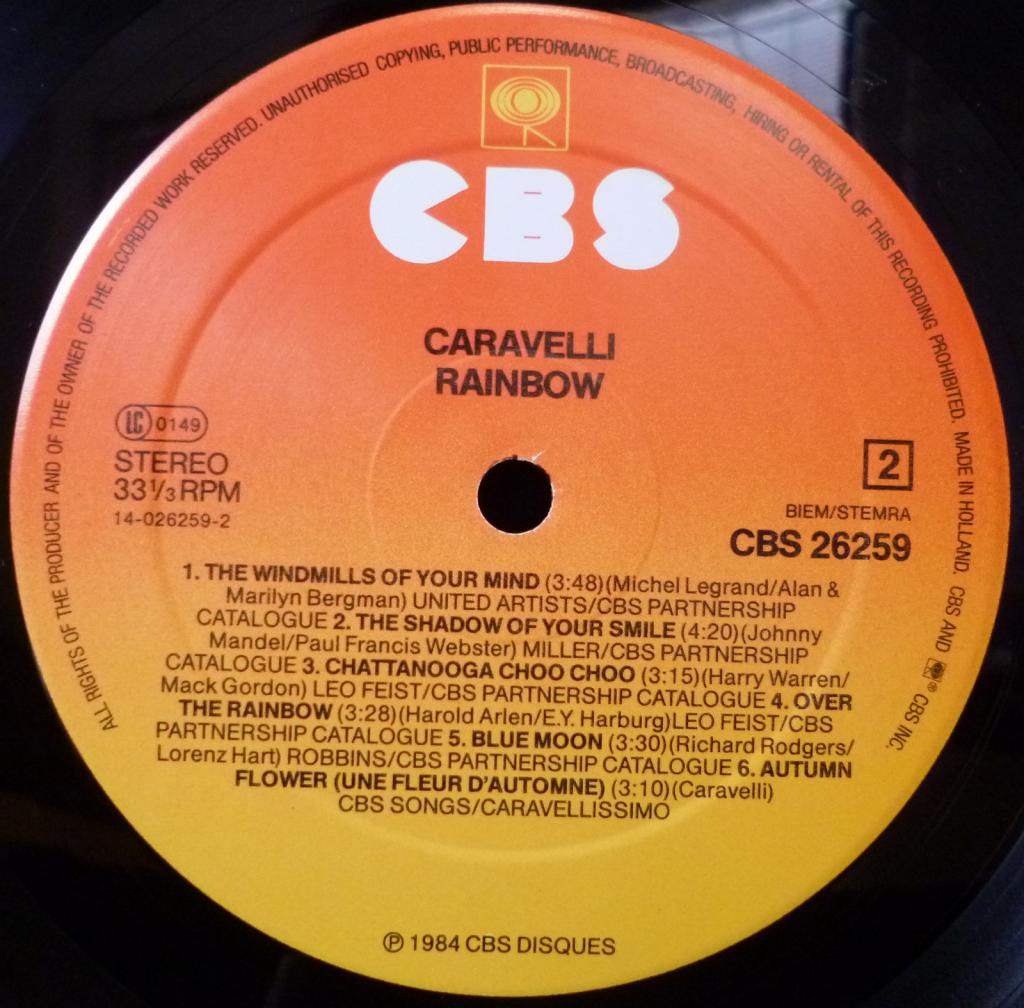 ALL RIGHTS OF THE PRODUCER AND OF THE OWNER OF THE RECORDED WORK RESERVED. UNAUTHORISED COPYING, PUBLIC PERFORMANCE, BROADCASTING, HIRING OR RENTAL OF THIS RECORDING PROHIBITED. MADE IN HOLLAND. CBS AND ® CBS INC.
CBS
CARAVELLI
RAINBOW
LC 0149
STEREO
33 1/3 RPM
14-026259-2
2
BIEM/STEMRA
CBS 26259
1. THE WINDMILLS OF YOUR MIND (3:48)(Michel Legrand/Alan &
Marilyn Bergman) UNITED ARTISTS/CBS PARTNERSHIP
CATALOGUE 2. THE SHADOW OF YOUR SMILE (4:20)(Johnny
Mandel/Paul Francis Webster) MILLER/CBS PARTNERSHIP
CATALOGUE 3. CHATTANOOGA CHOO CHOO (3:15)(Harry Warren/
Mack Gordon) LEO FEIST/CBS PARTNERSHIP CATALOGUE 4. OVER
THE RAINBOW (3:28)(Harold Arlen/E.Y. Harburg)LEO FEIST/CBS
PARTNERSHIP CATALOGUE 5. BLUE MOON (3:30)(Richard Rodgers/
Lorenz Hart) ROBBINS/CBS PARTNERSHIP CATALOGUE 6. AUTUMN
FLOWER (UNE FLEUR D'AUTOMNE) (3:10)(Caravelli)
CBS SONGS/CARAVELLISSIMO
℗ 1984 CBS DISQUES